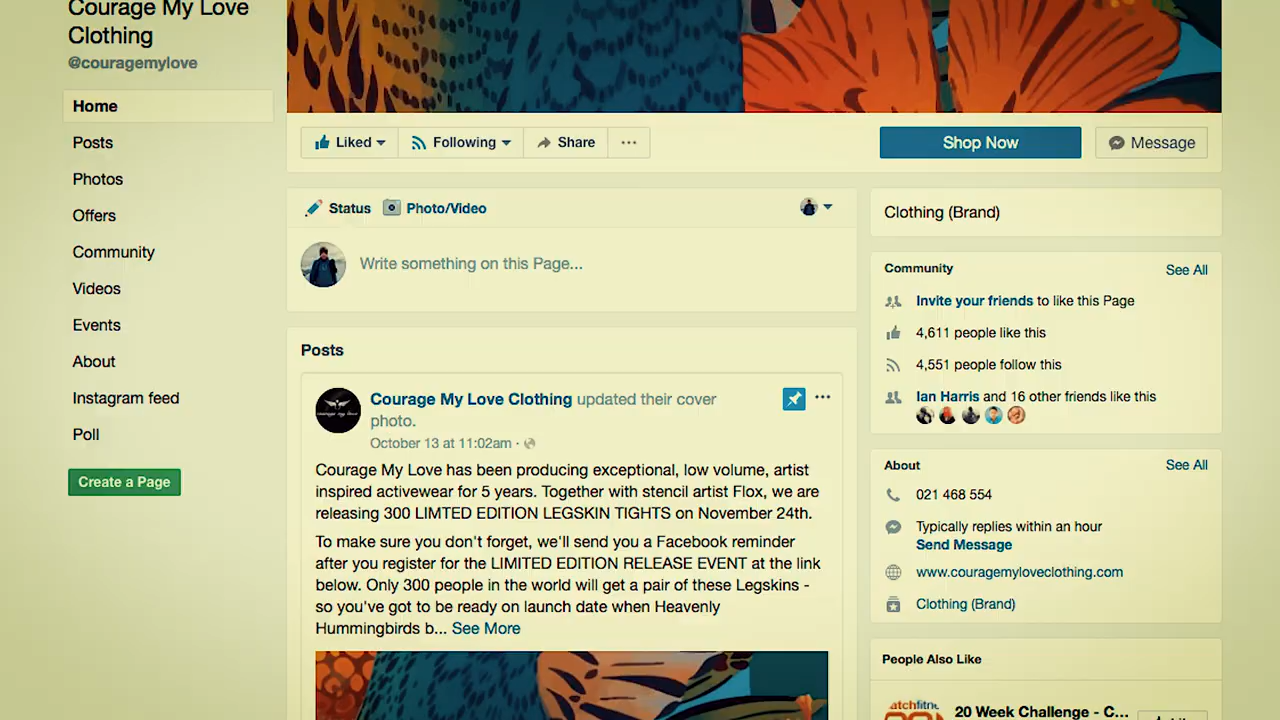 Courage My Love
Clothing
@couragemylove
Home
Posts
Photos
Offers
Community
Videos
Events
About
Instagram feed
Poll
Create a Page
Liked
Following
Share
Shop Now
Message
Status
Photo/Video
Write something on this Page...
Posts
Courage My Love Clothing updated their cover
photo.
October 13 at 11:02am ·
Courage My Love has been producing exceptional, low volume, artist
inspired activewear for 5 years. Together with stencil artist Flox, we are
releasing 300 LIMTED EDITION LEGSKIN TIGHTS on November 24th.
To make sure you don't forget, we'll send you a Facebook reminder
after you register for the LIMITED EDITION RELEASE EVENT at the link
below. Only 300 people in the world will get a pair of these Legskins -
so you've got to be ready on launch date when Heavenly
Hummingbirds b... See More
Clothing (Brand)
Community
See All
Invite your friends to like this Page
4,611 people like this
4,551 people follow this
Ian Harris and 16 other friends like this
About
See All
021 468 554
Typically replies within an hour
Send Message
www.couragemyloveclothing.com
Clothing (Brand)
People Also Like
20 Week Challenge - C...